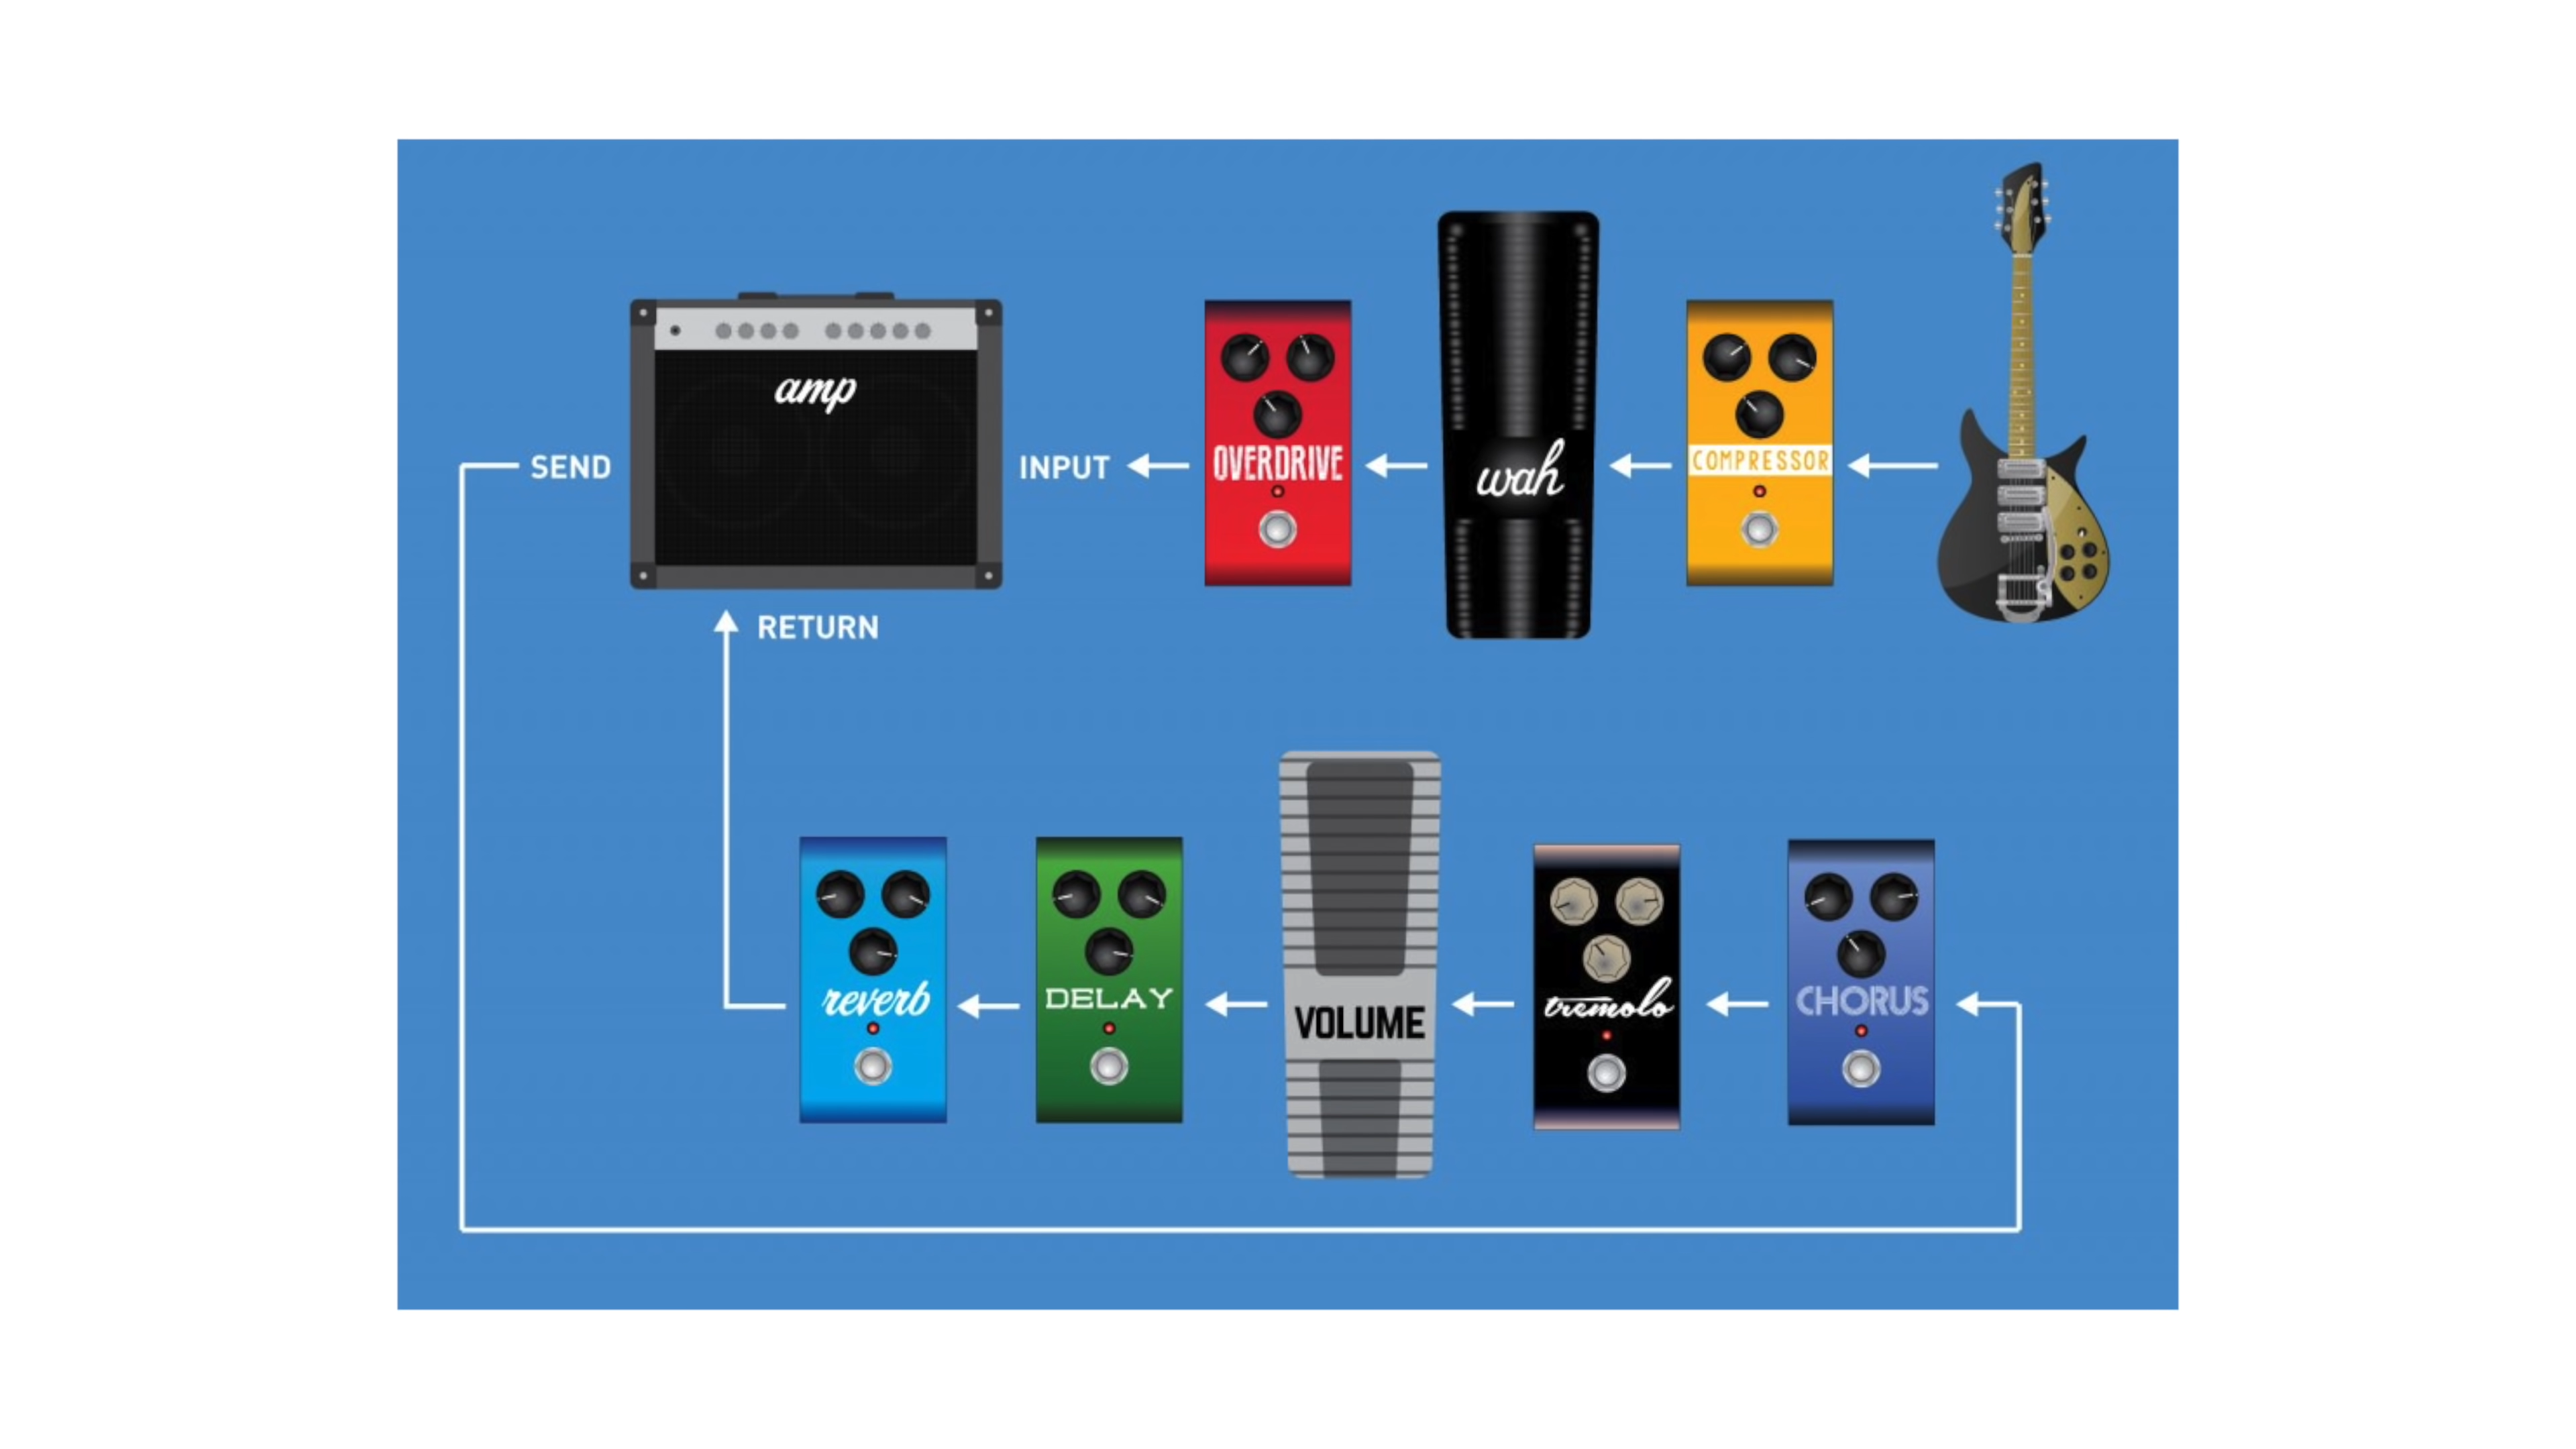 amp
SEND
INPUT
OVERDRIVE
wah
COMPRESSOR
RETURN
reverb
DELAY
VOLUME
tremolo
CHORUS